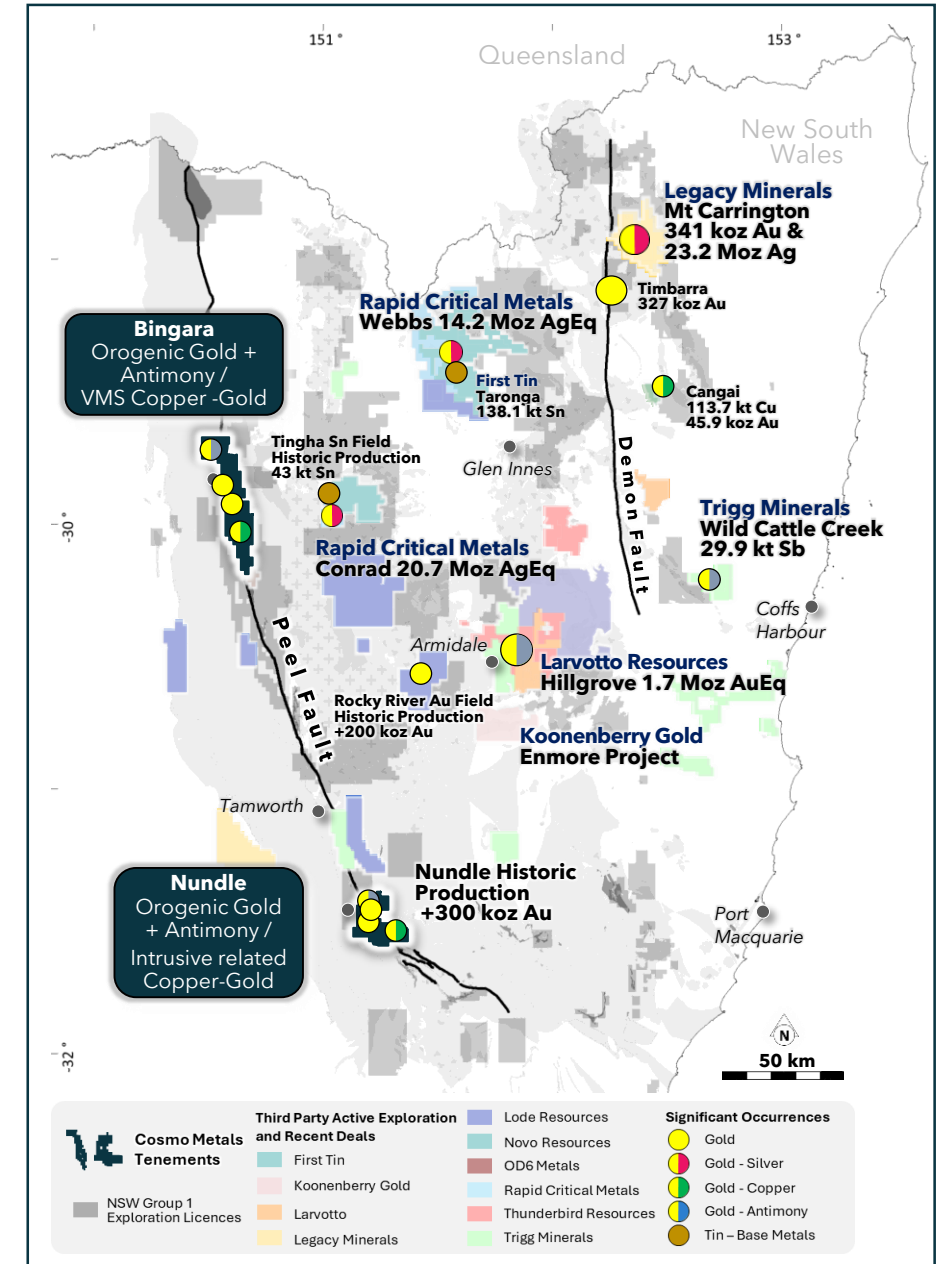 151°
153°
Queensland
New South
Wales
Legacy Minerals
Mt Carrington
341 koz Au &
23.2 Moz Ag
Timbarra
327 koz Au
Rapid Critical Metals
Webbs 14.2 Moz AgEq
Bingara
Orogenic Gold +
Antimony /
VMS Copper -Gold
First Tin
Taronga
138.1 kt Sn
Cangai
113.7 kt Cu
45.9 koz Au
Tingha Sn Field
Historic Production
43 kt Sn
Glen Innes
Demon Fault
-30°
Trigg Minerals
Wild Cattle Creek
29.9 kt Sb
Rapid Critical Metals
Conrad 20.7 Moz AgEq
Coffs
Harbour
Peel Fault
Armidale
Larvotto Resources
Hillgrove 1.7 Moz AuEq
Rocky River Au Field
Historic Production
+200 koz Au
Koonenberry Gold
Enmore Project
Tamworth
Nundle
Orogenic Gold
+ Antimony /
Intrusive related
Copper-Gold
Nundle Historic
Production
+300 koz Au
Port
Macquarie
-32°
N
50 km
Cosmo Metals
Tenements
NSW Group 1
Exploration Licences
Third Party Active Exploration
and Recent Deals
First Tin
Koonenberry Gold
Larvotto
Legacy Minerals
Lode Resources
Novo Resources
OD6 Metals
Rapid Critical Metals
Thunderbird Resources
Trigg Minerals
Significant Occurrences
Gold
Gold - Silver
Gold - Copper
Gold - Antimony
Tin – Base Metals